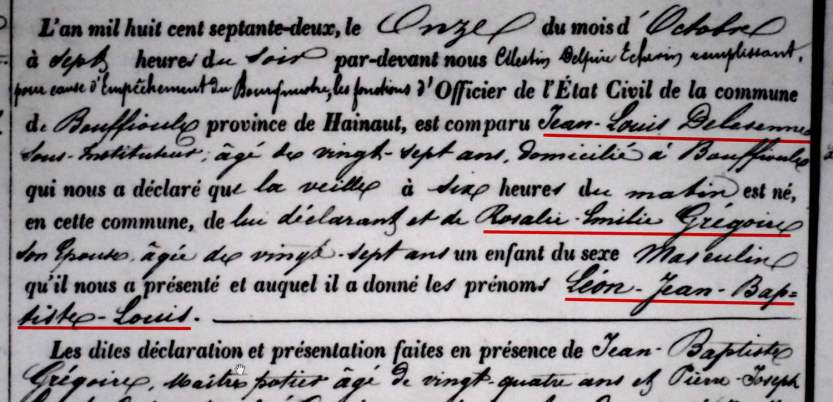 L'an mil huit cent septante-deux, le Onze du mois d'Octobre
à sept heures du soir par-devant nous Célestin Delpire Echevin remplissant,
pour cause d'Empêchement du Bourgmestre, les fonctions d'Officier de l'État Civil de la commune
de Bouffioulx province de Hainaut, est comparu Jean-Louis Delesenne
Sous-Instituteur, âgé de vingt-sept ans, domicilié à Bouffioulx
qui nous a déclaré que la veille à six heures du matin est né,
en cette commune, de lui déclarant et de Rosalie-Emilie Grégoire
son Epouse, âgée de vingt-sept ans un enfant du sexe Masculin
qu'il nous a présenté et auquel il a donné les prénoms Léon-Jean-Bap=
tiste-Louis.
Les dites déclaration et présentation faites en présence de Jean-Baptiste
Grégoire, Maître potier âgé de vingt-quatre ans et Pierre-Joseph